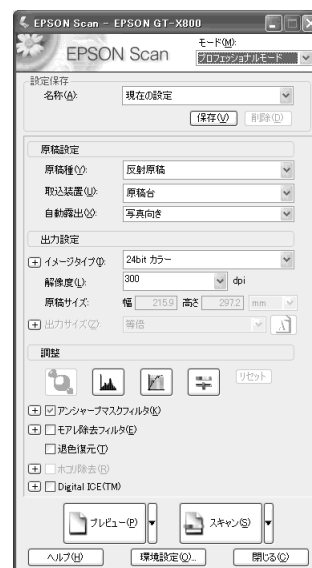 EPSON Scan - EPSON GT-X800
EPSON Scan
モード(M):
プロフェッショナルモード
設定保存
名称(A): 現在の設定
保存(V) 削除(D)
原稿設定
原稿種(Y): 反射原稿
取込装置(U): 原稿台
自動露出(X): 写真向き
出力設定
イメージタイプ(I): 24bit カラー
解像度(L): 300 dpi
原稿サイズ: 幅 215.9 高さ 297.2 mm
出力サイズ(Z): 等倍
調整
リセット
アンシャープマスクフィルタ(K)
モアレ除去フィルタ(E)
退色復元(T)
ホコリ除去(R)
Digital ICE(TM)
プレビュー(P) スキャン(S)
ヘルプ(H) 環境設定(O)... 閉じる(C)